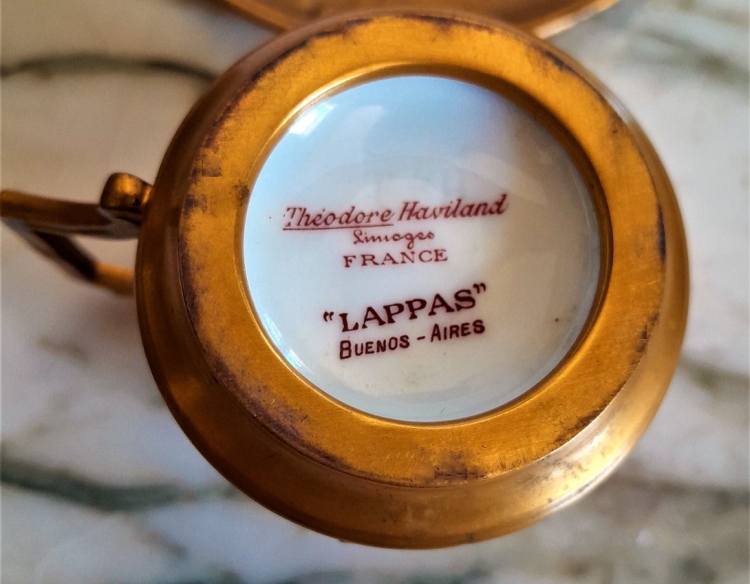 Théodore Haviland
Limoges
FRANCE
"LAPPAS"
BUENOS - AIRES